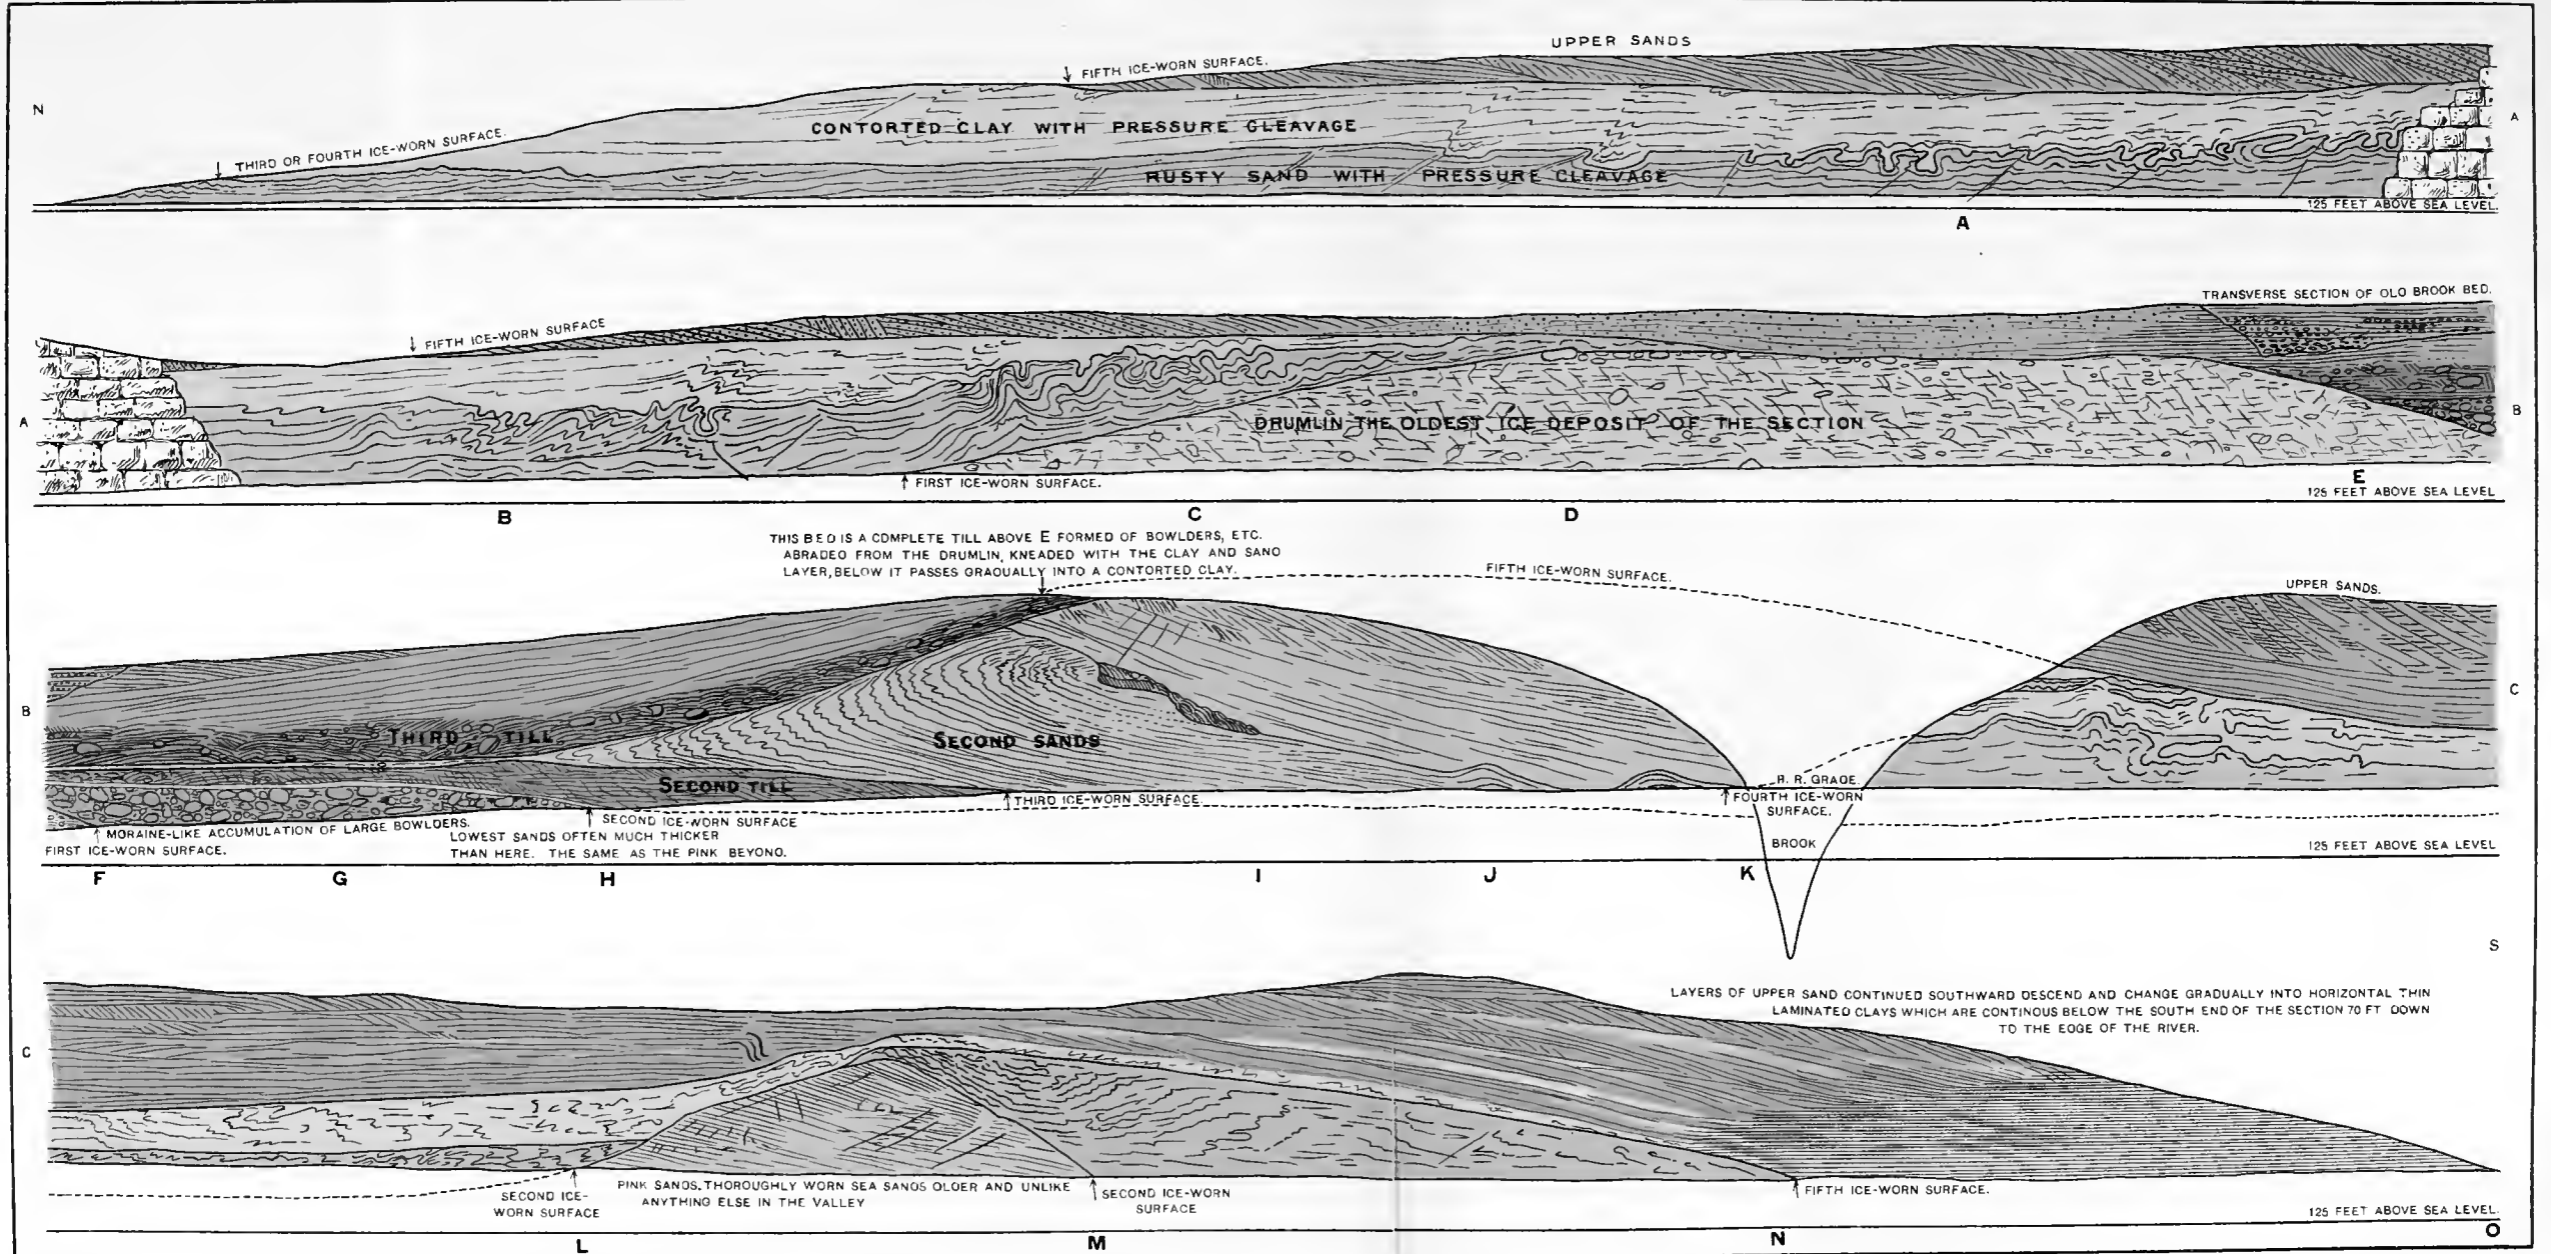 UPPER SANDS
FIFTH ICE-WORN SURFACE.
N
A
CONTORTED CLAY WITH PRESSURE CLEAVAGE
THIRD OR FOURTH ICE-WORN SURFACE.
RUSTY SAND WITH PRESSURE CLEAVAGE
125 FEET ABOVE SEA LEVEL.
A
TRANSVERSE SECTION OF OLD BROOK BED.
FIFTH ICE-WORN SURFACE
A
B
DRUMLIN THE OLDEST ICE DEPOSIT OF THE SECTION
FIRST ICE-WORN SURFACE.
E
125 FEET ABOVE SEA LEVEL
B
C
D
THIS BED IS A COMPLETE TILL ABOVE E FORMED OF BOWLDERS, ETC.
ABRADED FROM THE DRUMLIN, KNEADED WITH THE CLAY AND SAND
LAYER, BELOW IT PASSES GRADUALLY INTO A CONTORTED CLAY.
FIFTH ICE-WORN SURFACE.
UPPER SANDS.
B
C
THIRD TILL
SECOND SANDS
SECOND TILL
R. R. GRADE.
THIRD ICE-WORN SURFACE
FOURTH ICE-WORN
SURFACE.
SECOND ICE-WORN SURFACE
MORAINE-LIKE ACCUMULATION OF LARGE BOWLDERS.
LOWEST SANDS OFTEN MUCH THICKER
THAN HERE. THE SAME AS THE PINK BEYOND.
FIRST ICE-WORN SURFACE.
BROOK
125 FEET ABOVE SEA LEVEL
F
G
H
I
J
K
S
LAYERS OF UPPER SAND CONTINUED SOUTHWARD DESCEND AND CHANGE GRADUALLY INTO HORIZONTAL THIN
LAMINATED CLAYS WHICH ARE CONTINOUS BELOW THE SOUTH END OF THE SECTION 70 FT DOWN
TO THE EDGE OF THE RIVER.
C
SECOND ICE-
WORN SURFACE
PINK SANDS. THOROUGHLY WORN SEA SANDS OLDER AND UNLIKE
ANYTHING ELSE IN THE VALLEY
SECOND ICE-WORN
SURFACE
FIFTH ICE-WORN SURFACE.
125 FEET ABOVE SEA LEVEL.
L
M
N
O